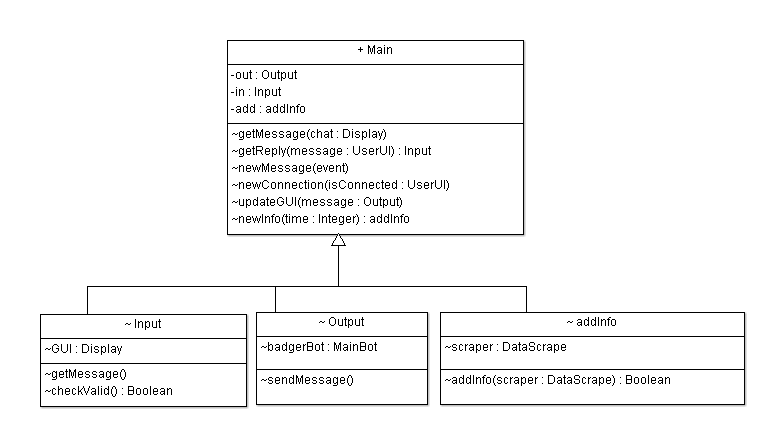 + Main
-out : Output
-in : Input
-add : addInfo
~getMessage(chat : Display)
~getReply(message : UserUI) : Input
~newMessage(event)
~newConnection(isConnected : UserUI)
~updateGUI(message : Output)
~newInfo(time : Integer) : addInfo
~ Input
~GUI : Display
~getMessage()
~checkValid() : Boolean
~ Output
~badgerBot : MainBot
~sendMessage()
~ addInfo
~scraper : DataScrape
~addInfo(scraper : DataScrape) : Boolean